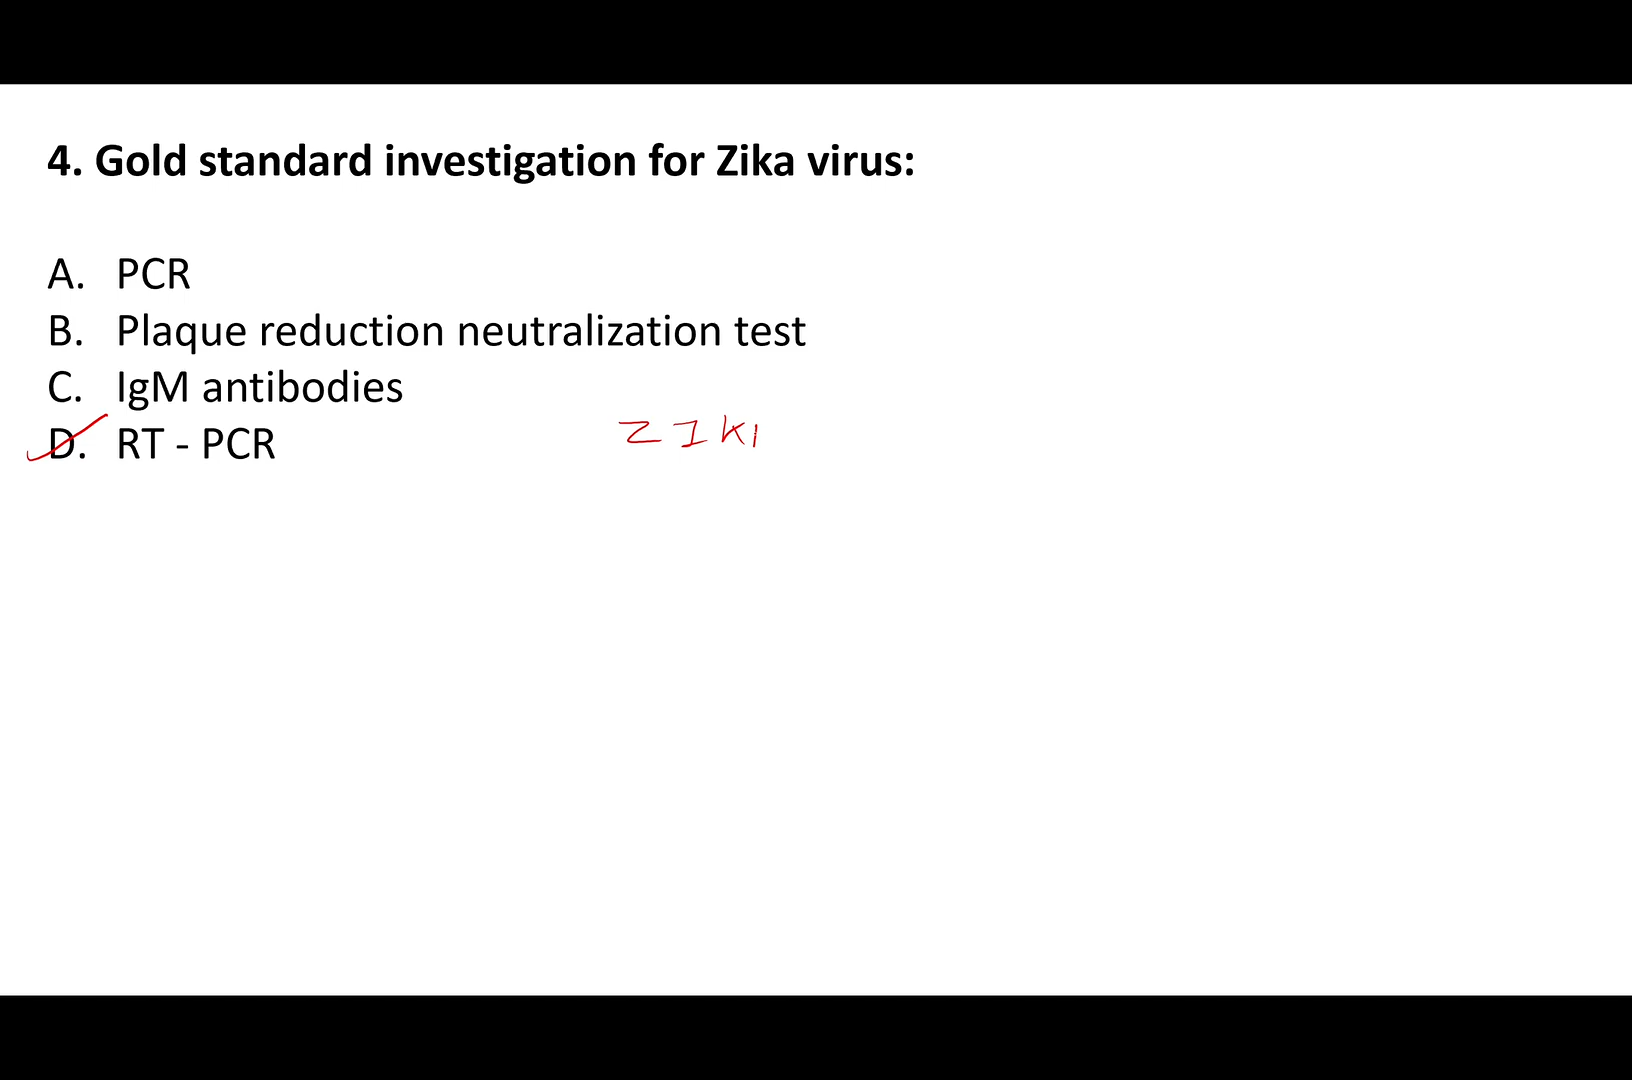 4. Gold standard investigation for Zika virus:
A. PCR
B. Plaque reduction neutralization test
C. IgM antibodies
D. RT - PCR
ZIKI